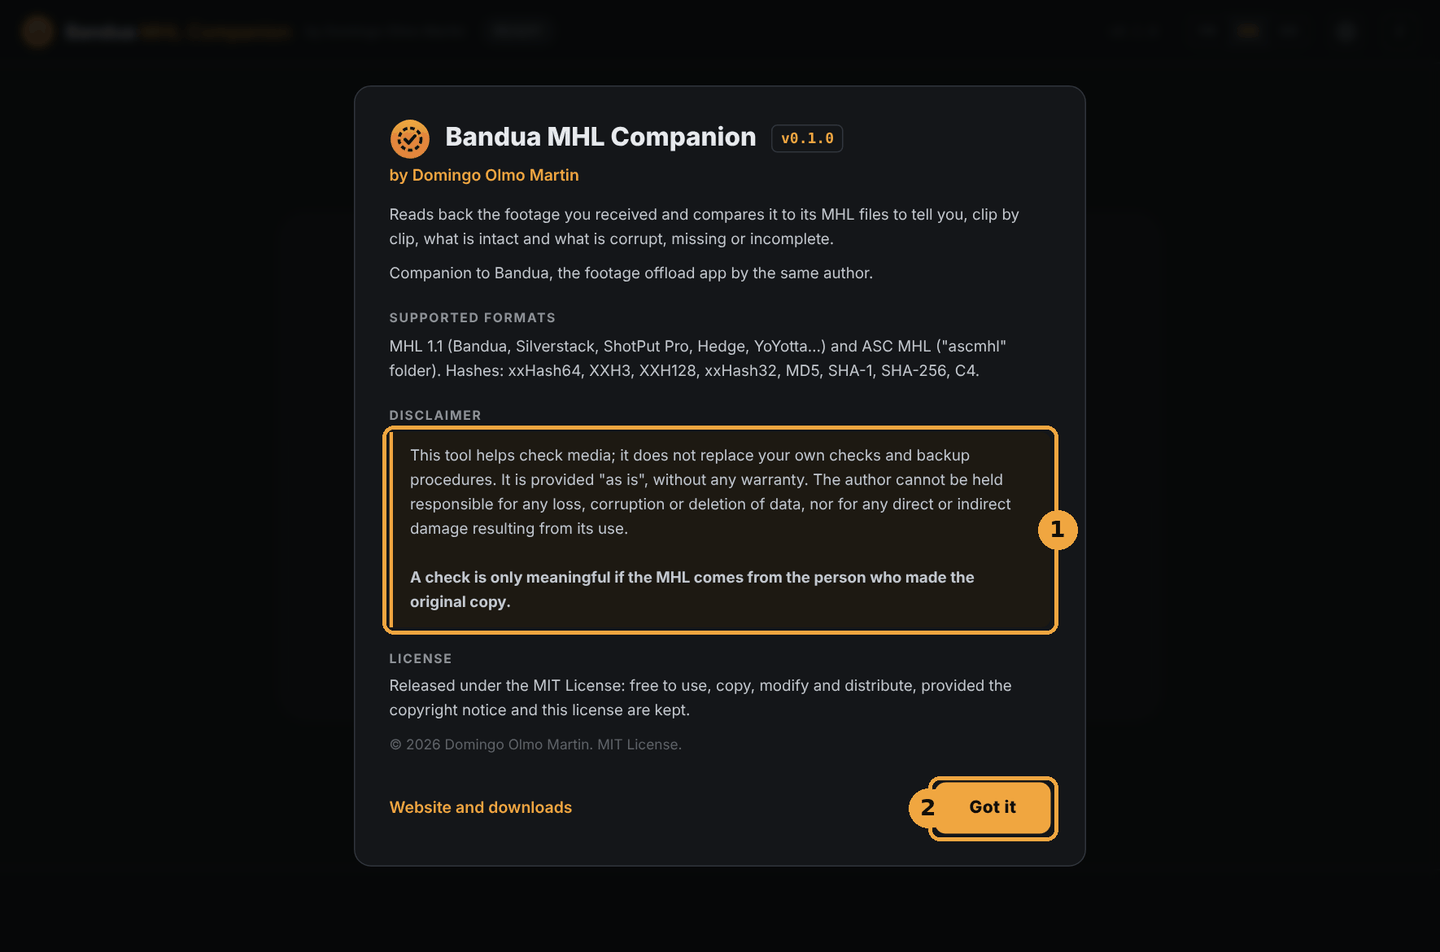 Bandua MHL Companion v0.1.0
by Domingo Olmo Martin
Reads back the footage you received and compares it to its MHL files to tell you, clip by
clip, what is intact and what is corrupt, missing or incomplete.
Companion to Bandua, the footage offload app by the same author.
SUPPORTED FORMATS
MHL 1.1 (Bandua, Silverstack, ShotPut Pro, Hedge, YoYotta...) and ASC MHL ("ascmhl"
folder). Hashes: xxHash64, XXH3, XXH128, xxHash32, MD5, SHA-1, SHA-256, C4.
DISCLAIMER
This tool helps check media; it does not replace your own checks and backup
procedures. It is provided "as is", without any warranty. The author cannot be held
responsible for any loss, corruption or deletion of data, nor for any direct or indirect
damage resulting from its use.
1
A check is only meaningful if the MHL comes from the person who made the
original copy.
LICENSE
Released under the MIT License: free to use, copy, modify and distribute, provided the
copyright notice and this license are kept.
© 2026 Domingo Olmo Martin. MIT License.
Website and downloads
2 Got it